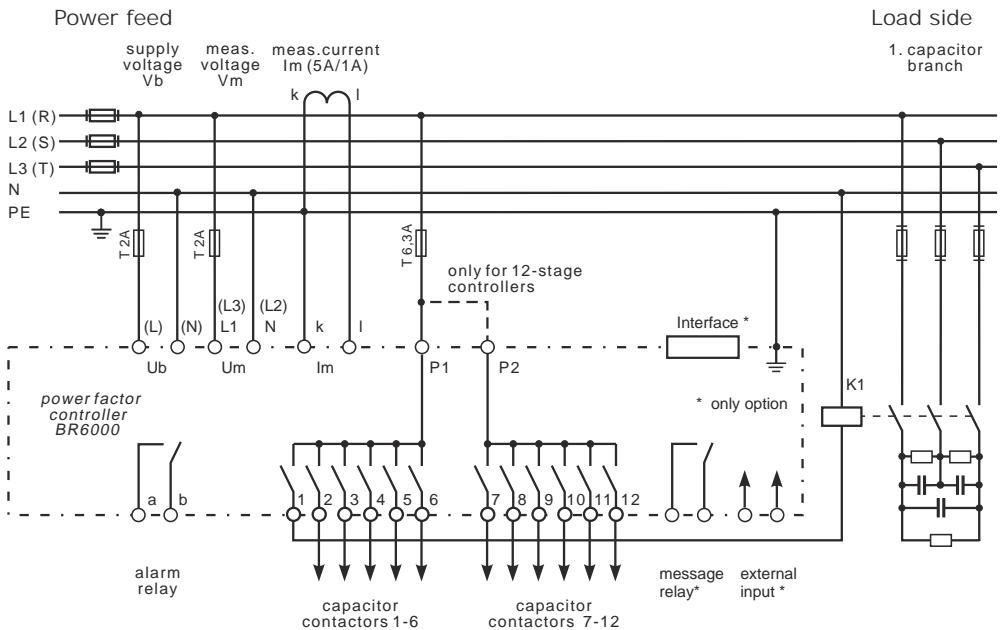 Power feed
Load side
supply
voltage
Vb
meas.
voltage
Vm
meas.current
Im (5A/1A)
1. capacitor
branch
k
l
L1 (R)
L2 (S)
L3 (T)
N
PE
T 2A
T 2A
T 6,3A
only for 12-stage
controllers
(L)
(N)
(L3)
L1
(L2)
N
k
l
Interface *
Ub
Um
Im
P1
P2
K1
power factor
controller
BR6000
* only option
a
b
1
2
3
4
5
6
7
8
9
10
11
12
alarm
relay
capacitor
contactors 1-6
capacitor
contactors 7-12
message
relay*
external
input *